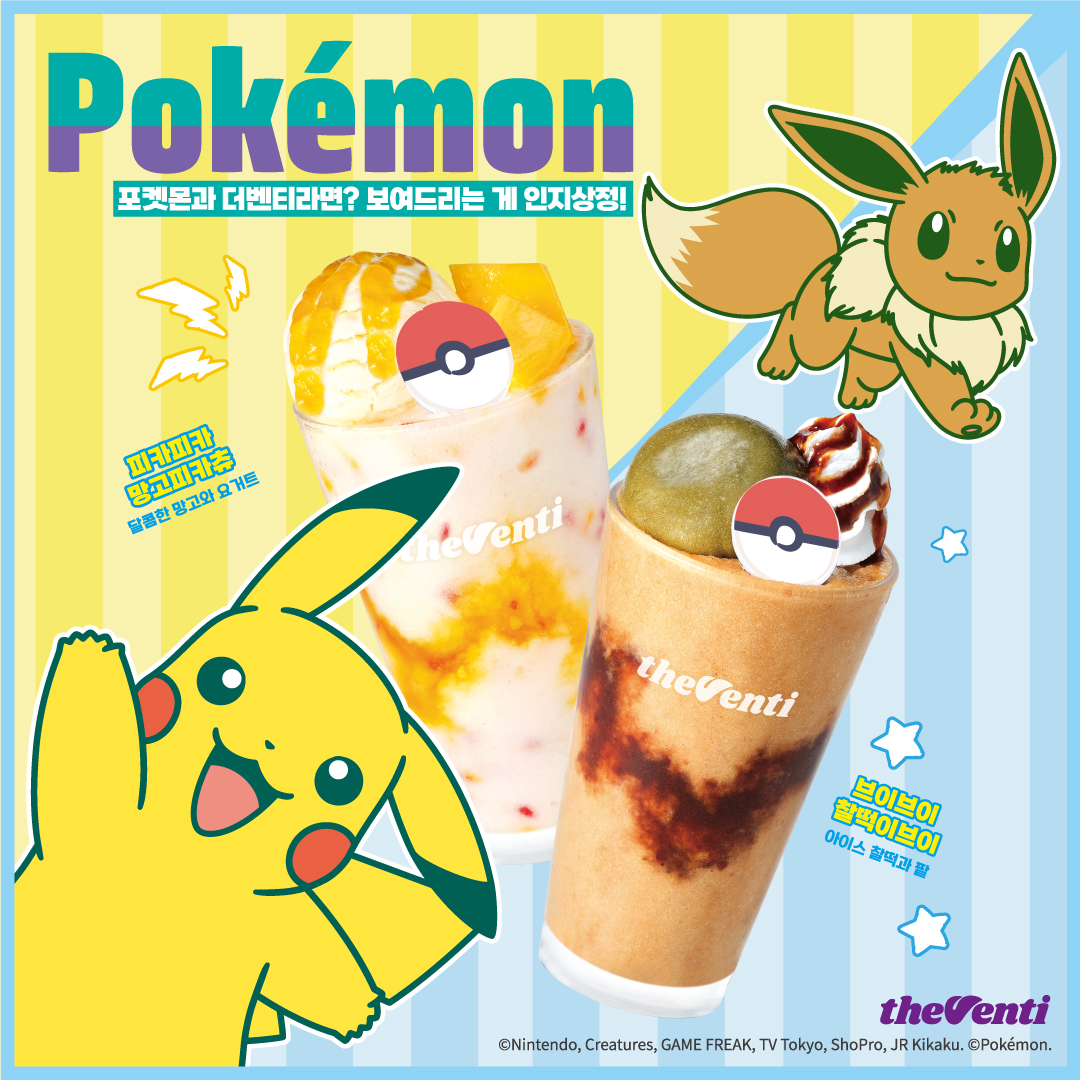 Pokémon
포켓몬과 더벤티라면? 보여드리는 게 인지상정!
피카피카
망고피카츄
달콤한 망고와 요거트
theVenti
theVenti
브이브이
찰떡이브이
아이스 찰떡과 팥
theVenti
©Nintendo, Creatures, GAME FREAK, TV Tokyo, ShoPro, JR Kikaku. ©Pokémon.